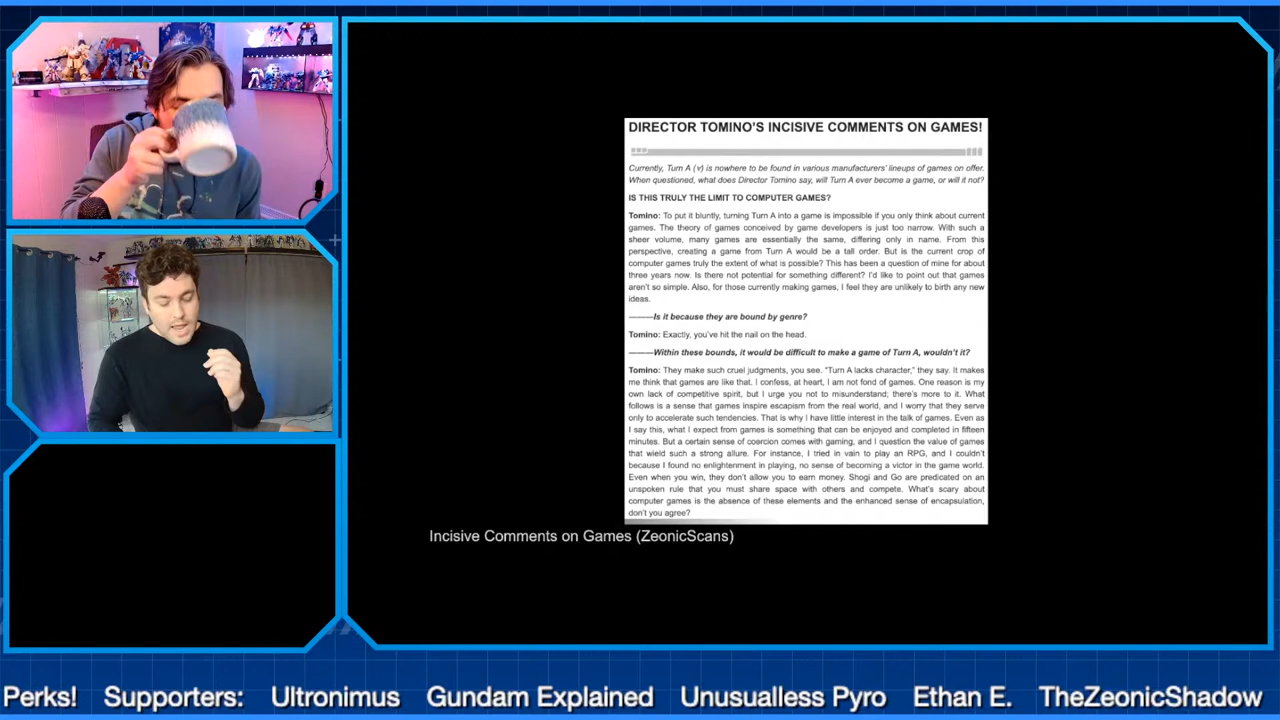 DIRECTOR TOMINO'S INCISIVE COMMENTS ON GAMES!
Currently, Turn A (∀) is nowhere to be found in various manufacturers' lineups of games on offer.
When questioned, what does Director Tomino say, will Turn A ever become a game, or will it not?
IS THIS TRULY THE LIMIT TO COMPUTER GAMES?
Tomino: To put it bluntly, turning Turn A into a game is impossible if you only think about current
games. The theory of games conceived by game developers is just too narrow. With such a
sheer volume, many games are essentially the same, differing only in name. From this
perspective, creating a game from Turn A would be a tall order. But is the current crop of
computer games truly the extent of what is possible? This has been a question of mine for about
three years now. Is there not potential for something different? I'd like to point out that games
aren't so simple. Also, for those currently making games, I feel they are unlikely to birth any new
ideas.
———Is it because they are bound by genre?
Tomino: Exactly, you've hit the nail on the head.
———Within these bounds, it would be difficult to make a game of Turn A, wouldn't it?
Tomino: They make such cruel judgments, you see. "Turn A lacks character," they say. It makes
me think that games are like that. I confess, at heart, I am not fond of games. One reason is my
own lack of competitive spirit, but I urge you not to misunderstand; there's more to it. What
follows is a sense that games inspire escapism from the real world, and I worry that they serve
only to accelerate such tendencies. That is why I have little interest in the talk of games. Even as
I say this, what I expect from games is something that can be enjoyed and completed in fifteen
minutes. But a certain sense of coercion comes with gaming, and I question the value of games
that wield such a strong allure. For instance, I tried in vain to play an RPG, and I couldn't
because I found no enlightenment in playing, no sense of becoming a victor in the game world.
Even when you win, they don't allow you to earn money. Shogi and Go are predicated on an
unspoken rule that you must share space with others and compete. What's scary about
computer games is the absence of these elements and the enhanced sense of encapsulation,
don't you agree?
Incisive Comments on Games (ZeonicScans)
Perks! Supporters: Ultronimus Gundam Explained Unusualless Pyro Ethan E. TheZeonicShadow